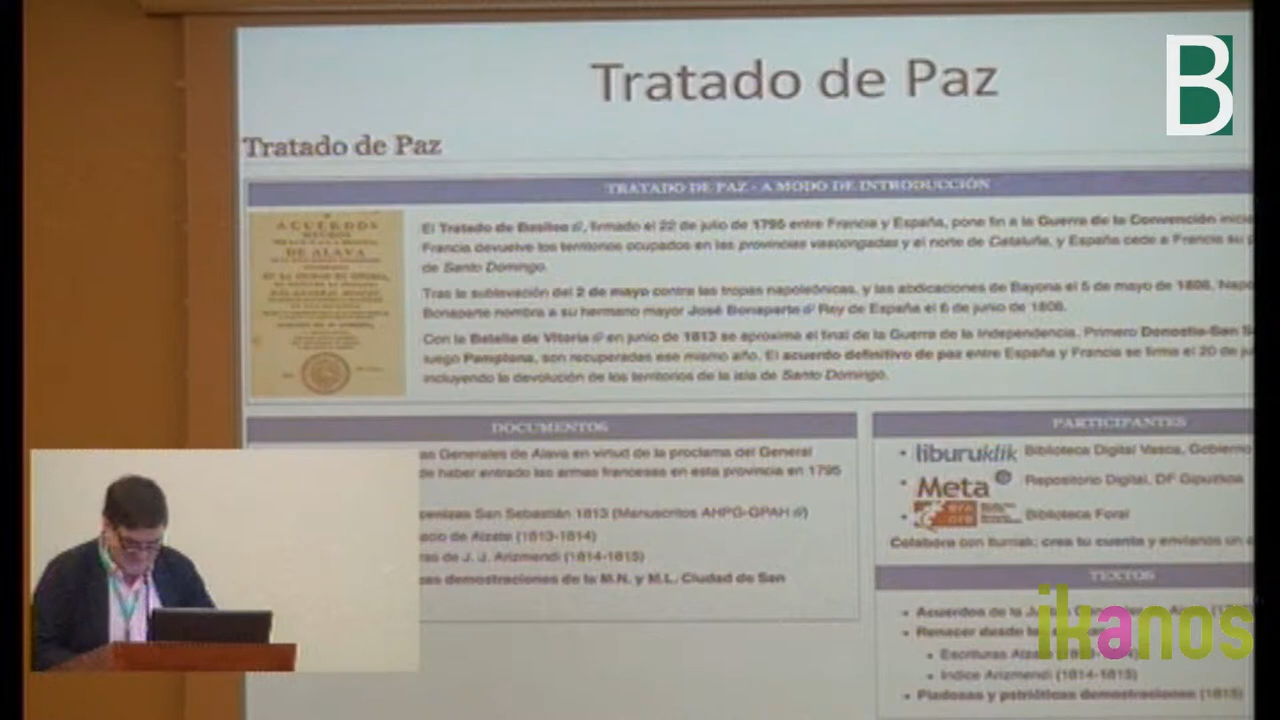 B
Tratado de Paz
Tratado de Paz
TRATADO DE PAZ - A MODO DE INTRODUCCIÓN
ACUERDOS
DE ALAVA
El Tratado de Basilea, firmado el 22 de julio de 1795 entre Francia y España, pone fin a la Guerra de la Convención
Francia devuelve los territorios ocupados en las provincias vascongadas y el norte de Cataluña, y España cede a Francia su
de Santo Domingo.
Tras la sublevación del 2 de mayo contra las tropas napoleónicas, y las abdicaciones de Bayona el 5 de mayo de 1808,
Bonaparte nombra a su hermano mayor José Bonaparte Rey de España el 6 de junio de 1808.
Con la Batalla de Vitoria en junio de 1813 se aproxima el final de la Guerra de la Independencia. Primero Donostia-San
luego Pamplona, son recuperadas ese mismo año. El acuerdo definitivo de paz entre España y Francia se firma el 20 de
incluyendo la devolución de los territorios de la isla de Santo Domingo.
DOCUMENTOS
as Generales de Alava en virtud de la proclama del General
de haber entrado las armas francesas en esta provincia en 1795
San Sebastián 1813 (Manuscritos AHPG-GPAH)
de Alzate (1813-1814)
de J. J. Arizmendi (1814-1815)
demostraciones de la M.N. y M.L. Ciudad de San
PARTICIPANTES
liburuklik Biblioteca Digital Vasca, Gobierno
Meta Repositorio Digital, DF Gipuzkoa
Biblioteca Foral
Colabora con Iturriak: crea tu cuenta y envíanos un
TEXTOS
Acuerdos de la
Renacer desde
Escrituras
Indice Arizmendi (1814-1815)
Piadosas y patrióticas demostraciones (1815)
ikanos